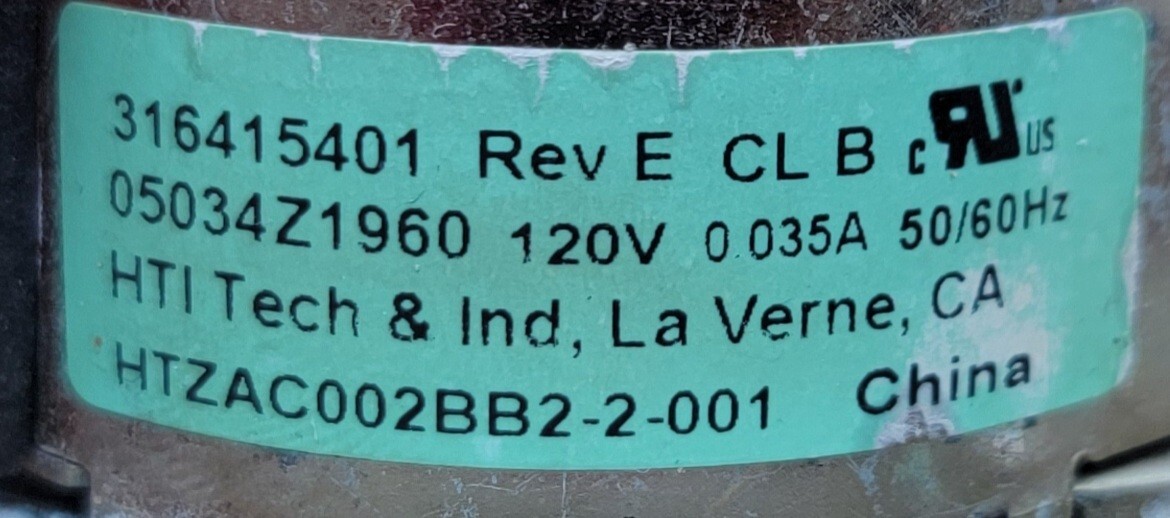 316415401 Rev E CL B c RU US
05034Z1960 120V 0.035A 50/60Hz
HTI Tech & Ind, La Verne, CA
HTZAC002BB2-2-001 China